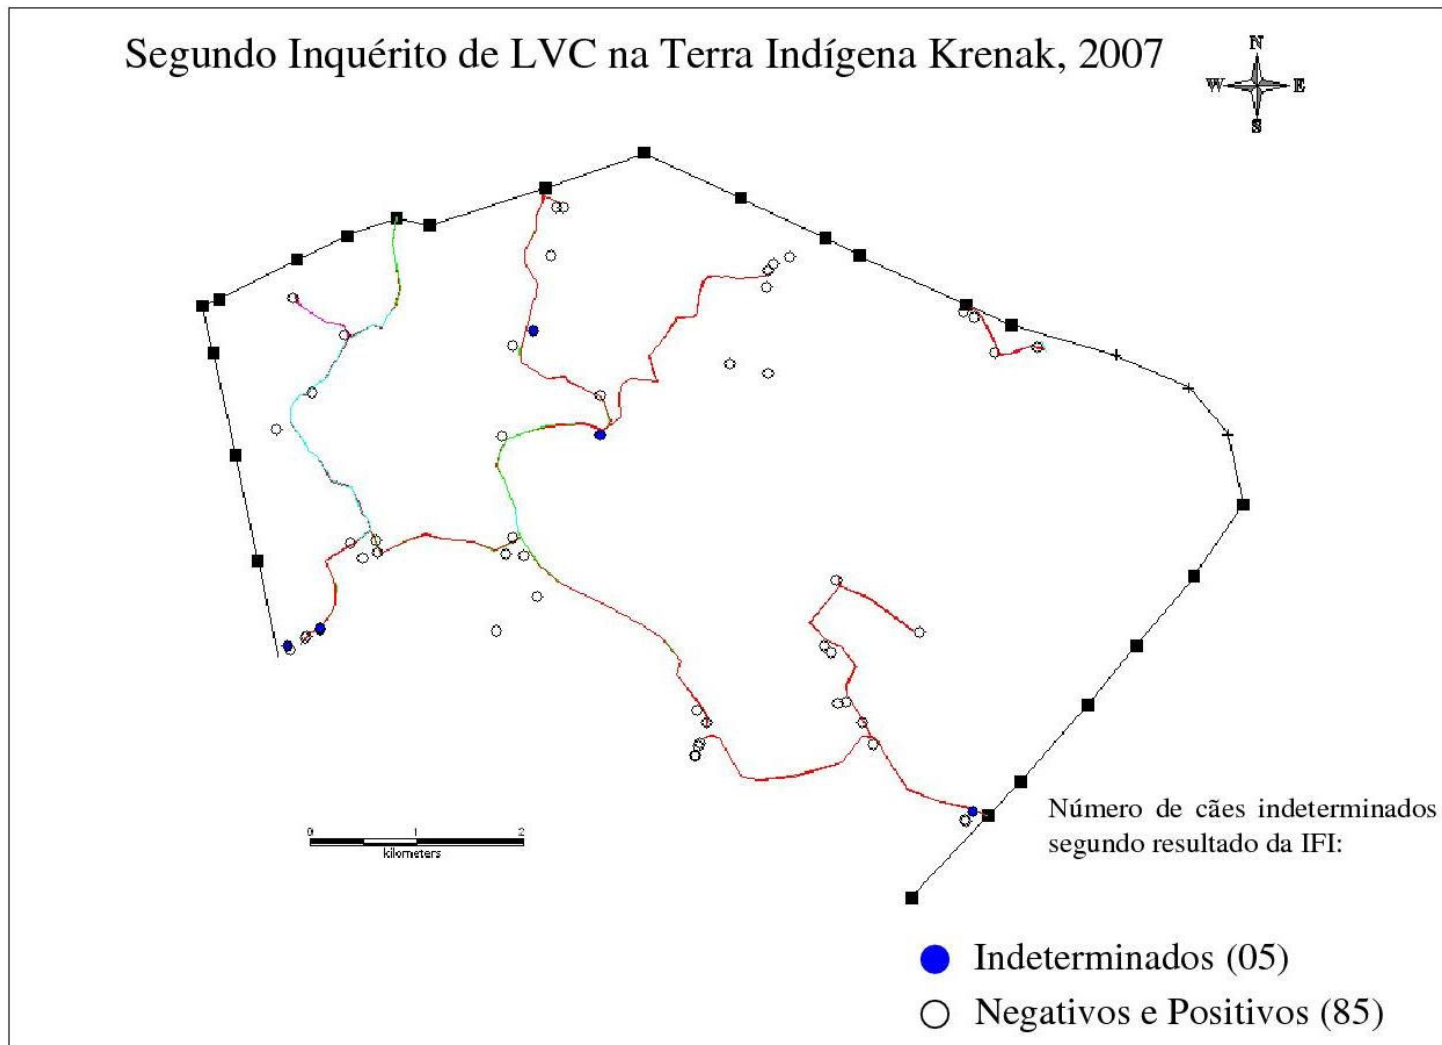 Segundo Inquérito de LVC na Terra Indígena Krenak, 2007
N
W E
S
0 1 2
kilometers
Número de cães indeterminados
segundo resultado da IFI:
Indeterminados (05)
Negativos e Positivos (85)